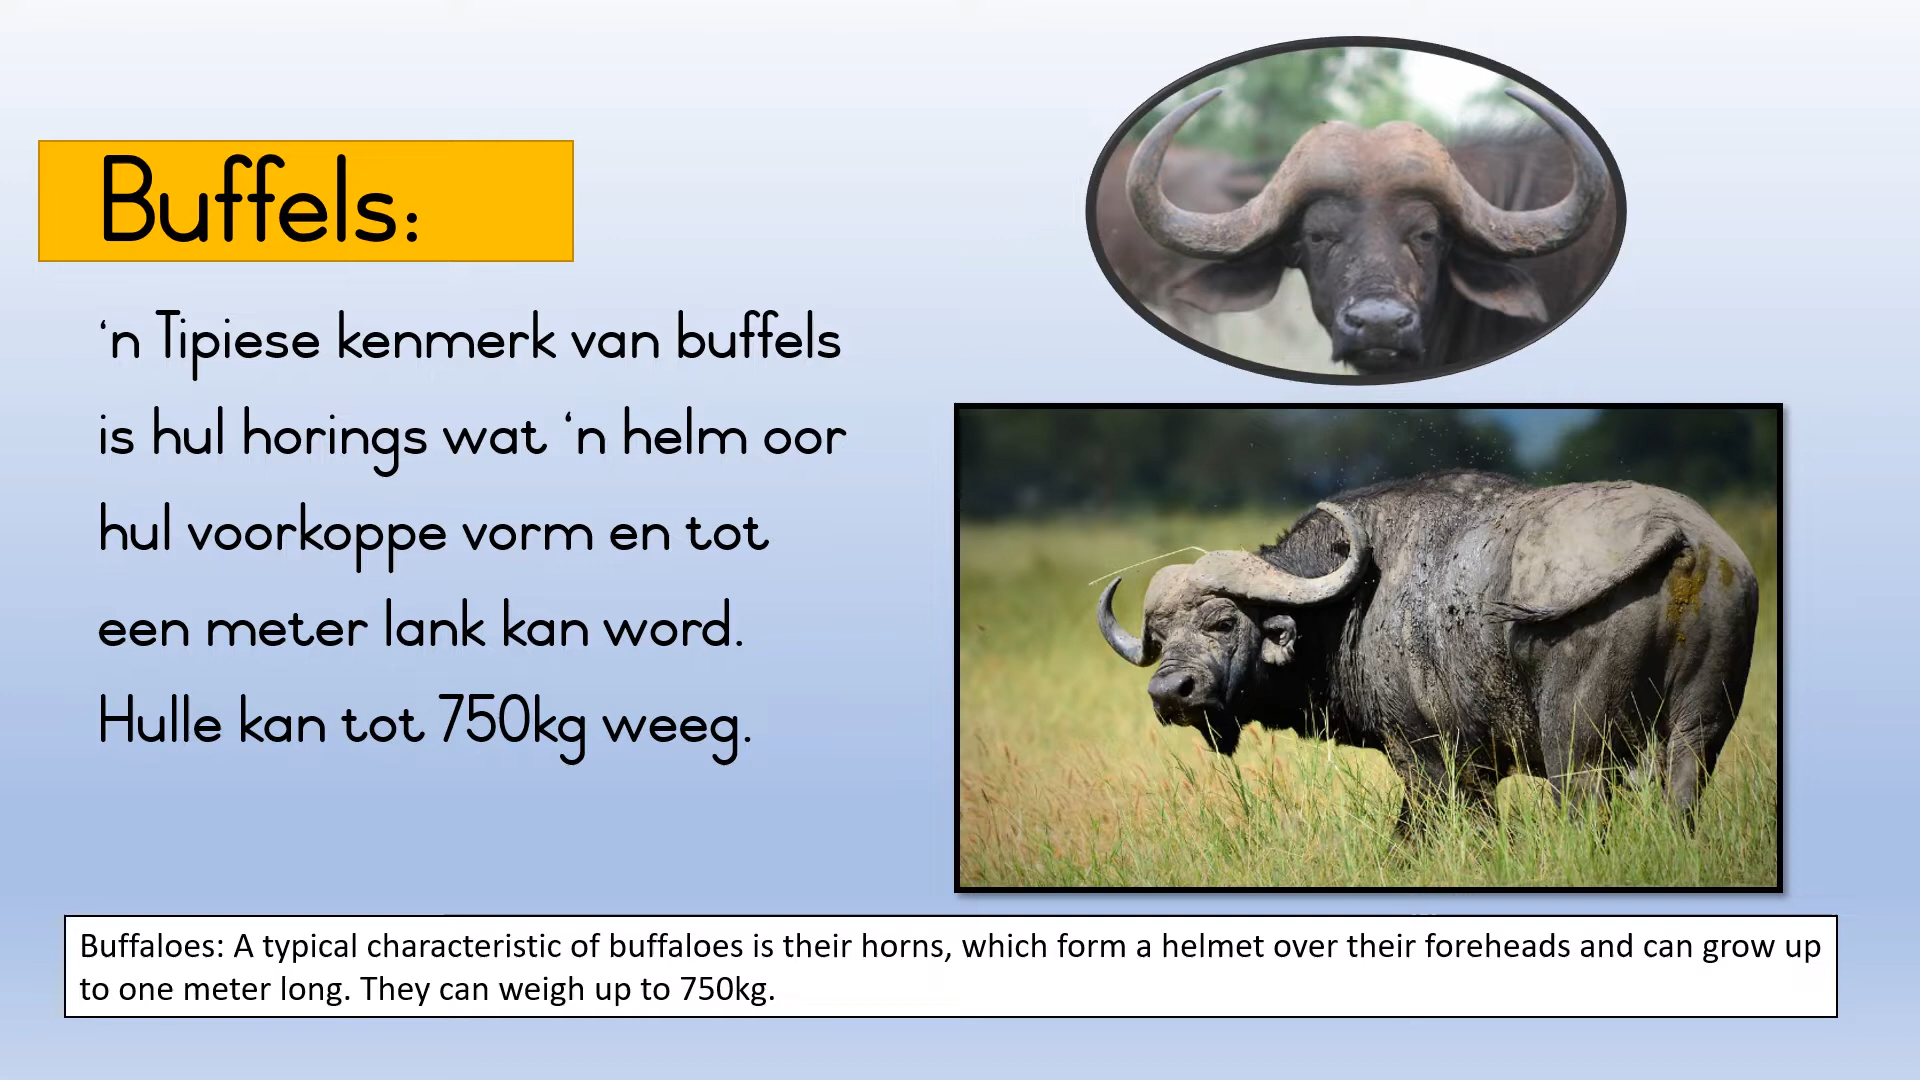 Buffels:
‘n Tipiese kenmerk van buffels
is hul horings wat ‘n helm oor
hul voorkoppe vorm en tot
een meter lank kan word.
Hulle kan tot 750kg weeg.
Buffaloes: A typical characteristic of buffaloes is their horns, which form a helmet over their foreheads and can grow up
to one meter long. They can weigh up to 750kg.